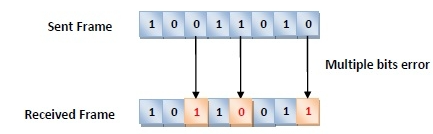 Sent Frame 1 0 0 1 1 0 1 0
Multiple bits error
Received Frame 1 0 1 1 0 0 1 1